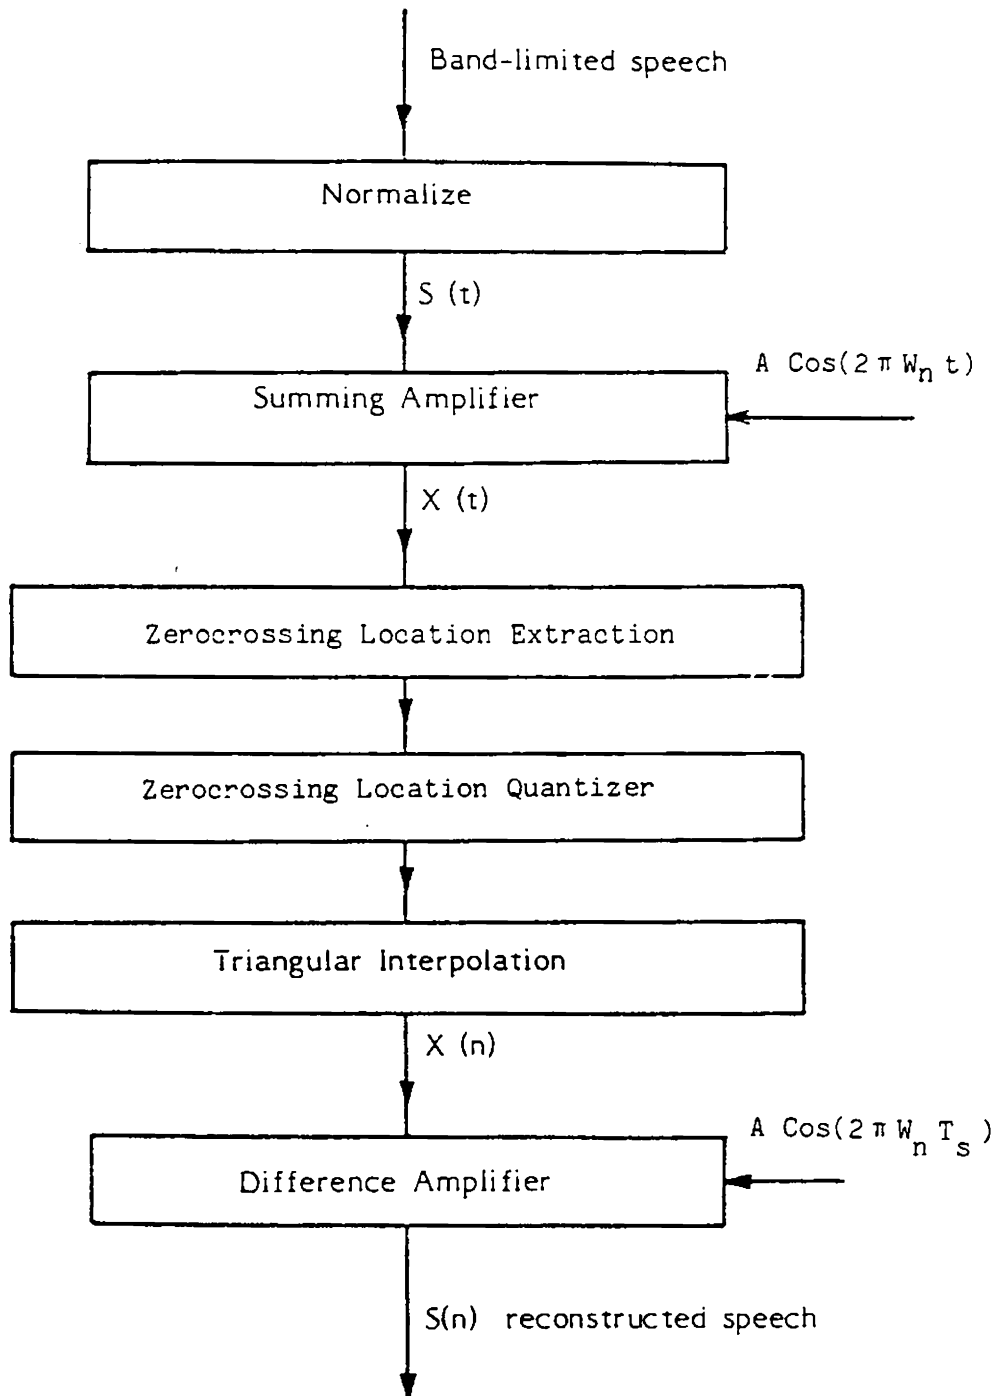 Band-limited speech
Normalize
S (t)
A Cos(2 π Wn t)
Summing Amplifier
X (t)
Zerocrossing Location Extraction
Zerocrossing Location Quantizer
Triangular Interpolation
X (n)
A Cos(2 π Wn Ts)
Difference Amplifier
S(n) reconstructed speech